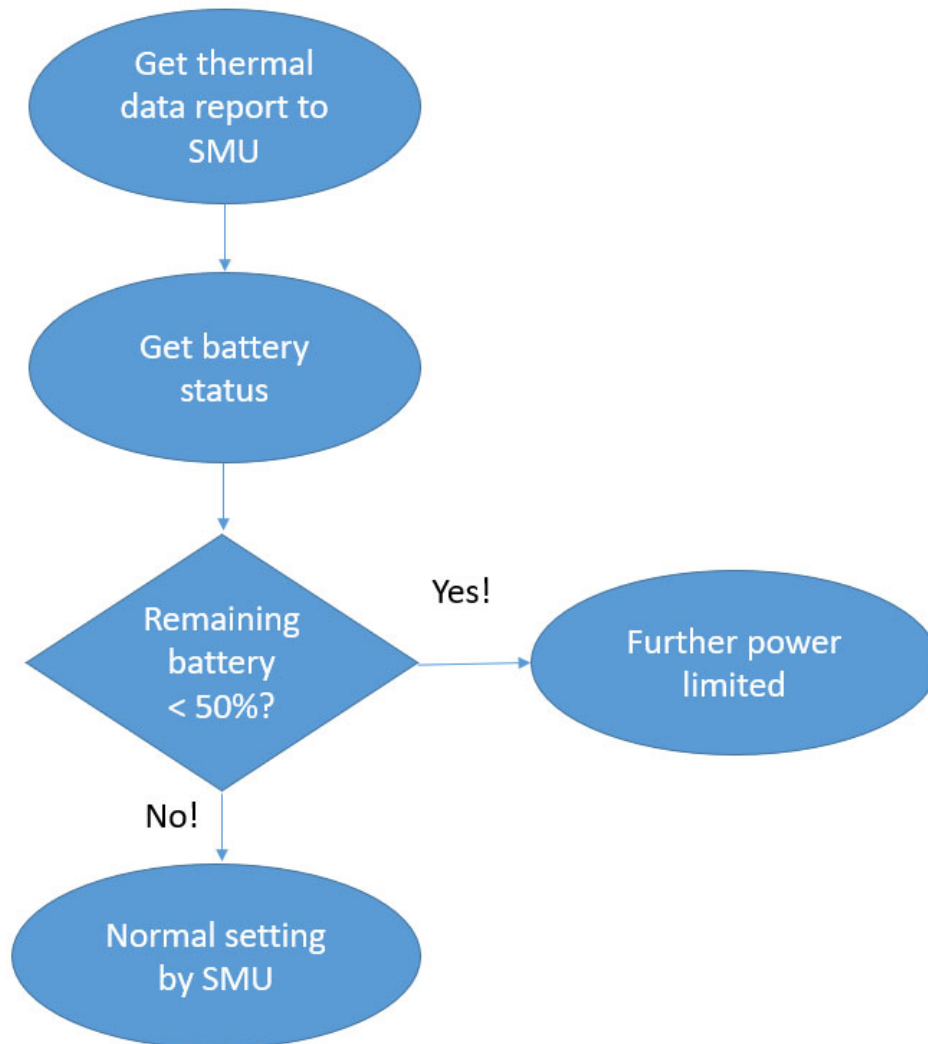 Get thermal
data report to
SMU
Get battery
status
Remaining
battery
< 50%?
Yes!
Further power
limited
No!
Normal setting
by SMU